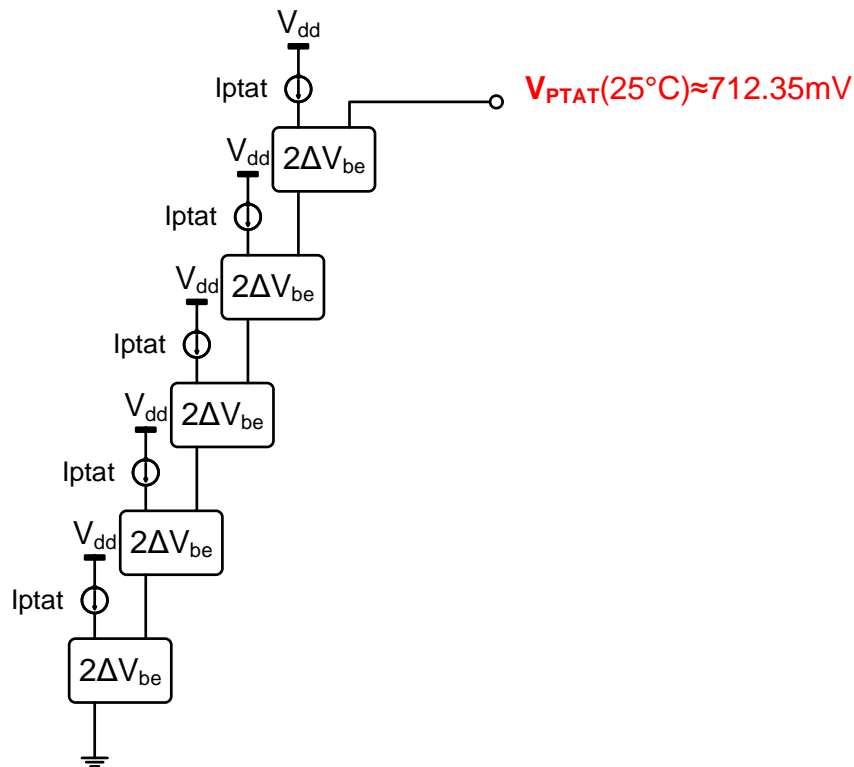 Vdd
Iptat
VPTAT(25°C)≈712.35mV
2ΔVbe
Vdd
Iptat
2ΔVbe
Vdd
Iptat
2ΔVbe
Vdd
Iptat
2ΔVbe
Vdd
Iptat
2ΔVbe